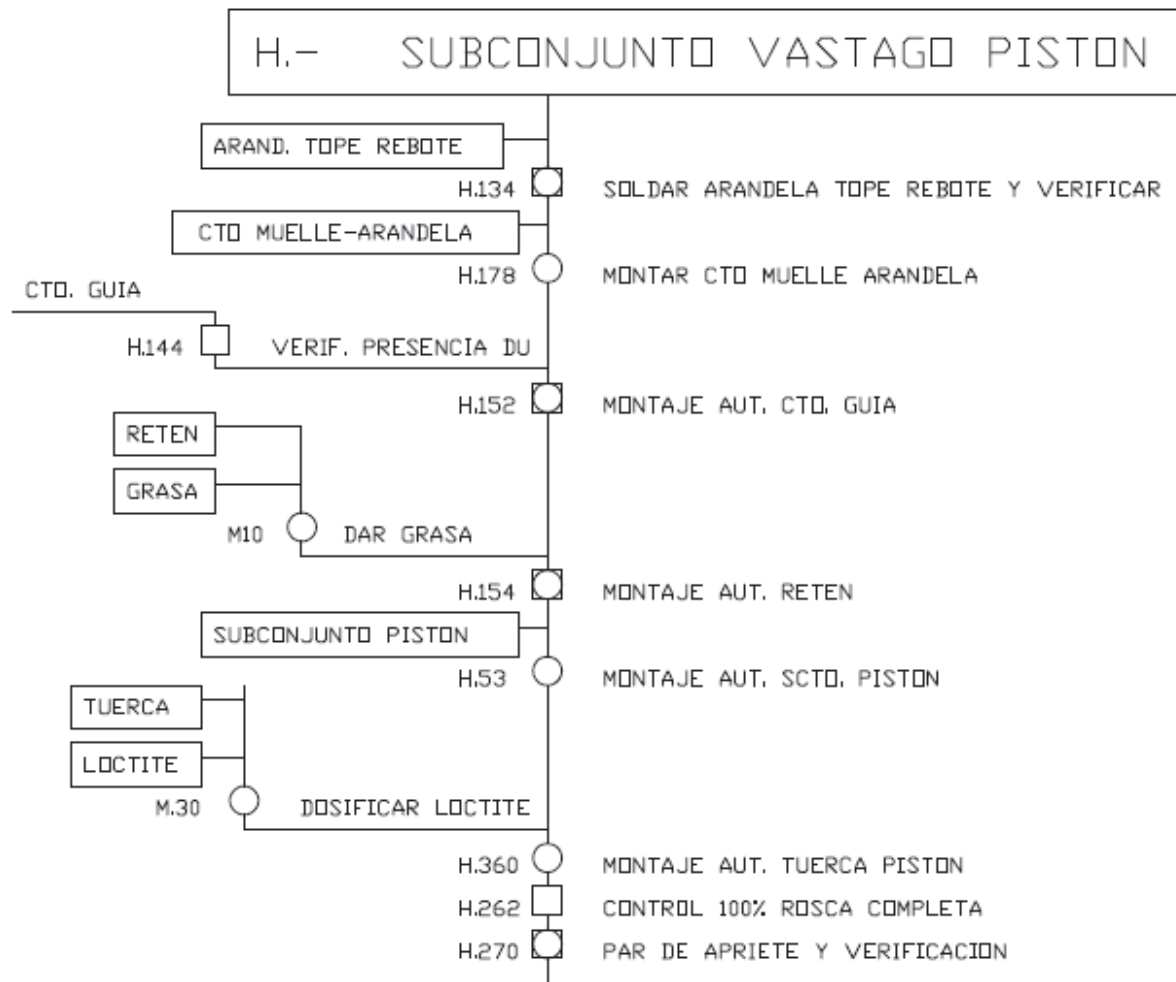 H.- SUBCONJUNTO VASTAGO PISTON
ARAND. TOPE REBOTE
H.134 SOLDAR ARANDELA TOPE REBOTE Y VERIFICAR
CTO MUELLE-ARANDELA
H.178 MONTAR CTO MUELLE ARANDELA
CTO. GUIA
H.144 VERIF. PRESENCIA DU
H.152 MONTAJE AUT. CTO. GUIA
RETEN
GRASA
M10 DAR GRASA
H.154 MONTAJE AUT. RETEN
SUBCONJUNTO PISTON
H.53 MONTAJE AUT. SCTO. PISTON
TUERCA
LOCTITE
M.30 DOSIFICAR LOCTITE
H.360 MONTAJE AUT. TUERCA PISTON
H.262 CONTROL 100% ROSCA COMPLETA
H.270 PAR DE APRIETE Y VERIFICACION